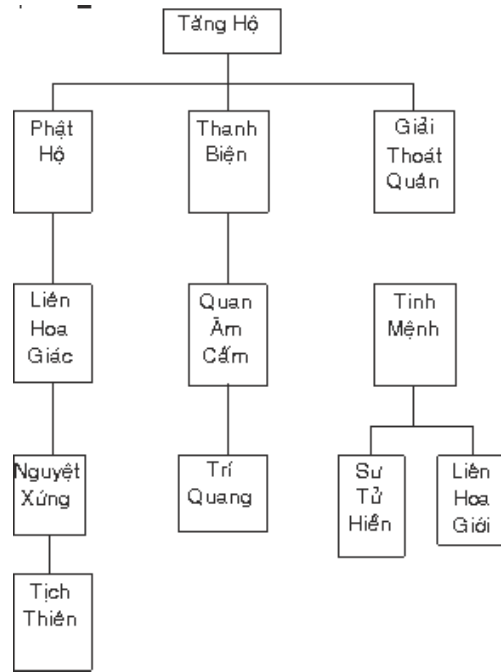 Tăng Hộ
Phật
Hộ
Thanh
Biện
Giải
Thoát
Quân
Liên
Hoa
Giác
Quan
Âm
Cấm
Tinh
Mệnh
Nguyệt
Xứng
Trí
Quang
Sư
Tử
Hiền
Liên
Hoa
Giới
Tịch
Thiên